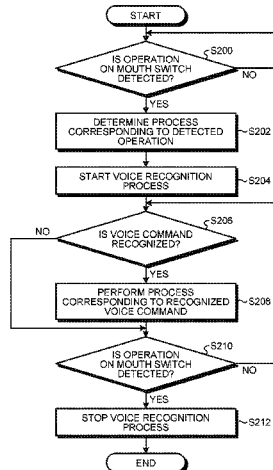 START
S200
IS OPERATION
ON MOUTH SWITCH
DETECTED?
NO
YES
DETERMINE PROCESS
CORRESPONDING TO DETECTED
OPERATION
S202
START VOICE RECOGNITION
PROCESS
S204
S206
NO
IS VOICE COMMAND
RECOGNIZED?
YES
PERFORM PROCESS
CORRESPONDING TO RECOGNIZED
VOICE COMMAND
S208
S210
IS OPERATION
ON MOUTH SWITCH
DETECTED?
NO
YES
STOP VOICE RECOGNITION
PROCESS
S212
END